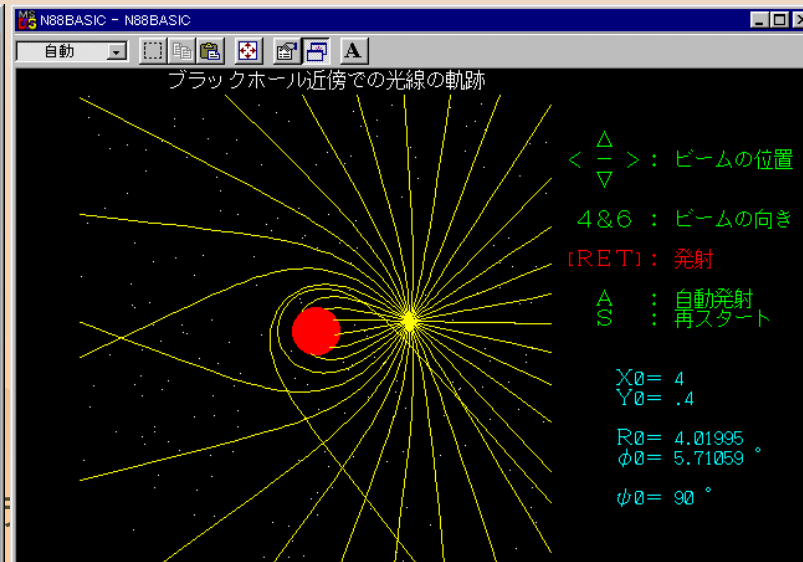 N88BASIC - N88BASIC
自動
A
ブラックホール近傍での光線の軌跡
△
< ー > : ビームの位置
▽
4&6 : ビームの向き
[RET] : 発射
A : 自動発射
S : 再スタート
X0= 4
Y0= .4
R0= 4.01995
φ0= 5.71059 °
ψ0= 90 °